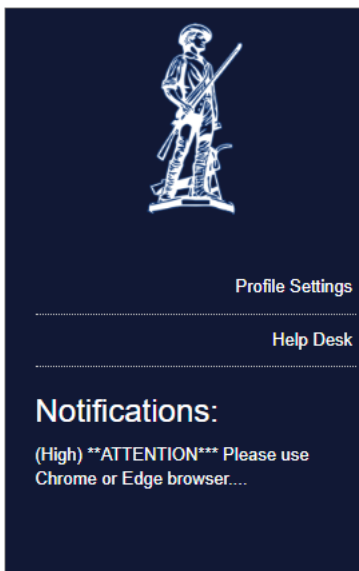 Profile Settings
Help Desk
Notifications:
(High) **ATTENTION*** Please use
Chrome or Edge browser....